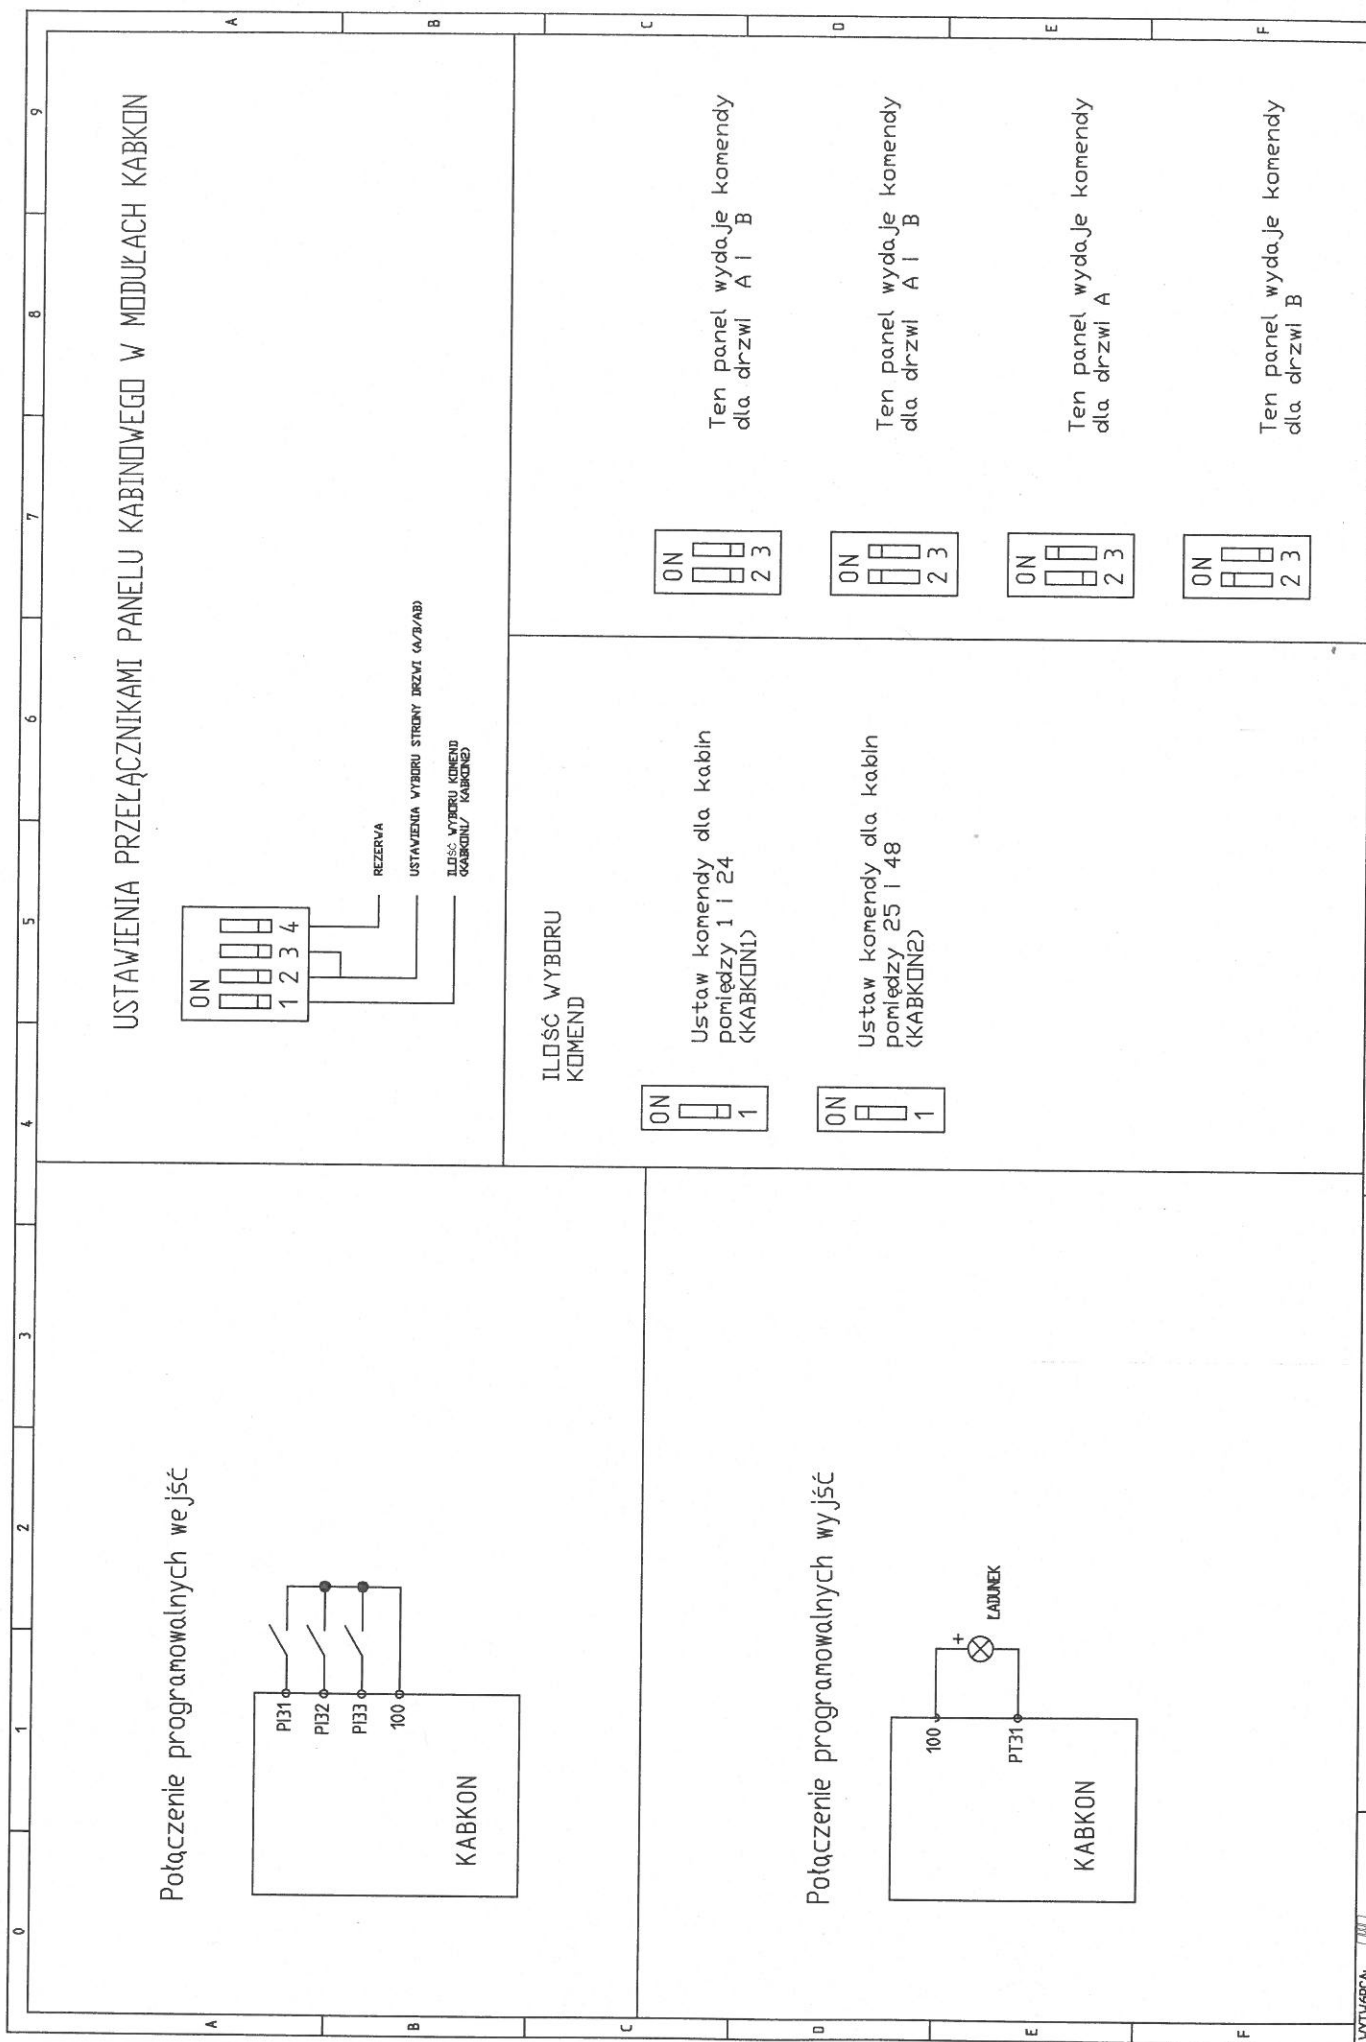 0 1 2 3 4 5 6 7 8 9
A
B
C
D
E
F
Połączenie programowalnych wejść
PI31
PI32
PI33
100
KABKON
Połączenie programowalnych wyjść
100
PT31
+
ŁADUNEK
KABKON
USTAWIENIA PRZEŁĄCZNIKAMI PANELU KABINOWEGO W MODUŁACH KABKON
ON
1 2 3 4
REZERWA
USTAWIENIA WYBORU STRONY DRZWI (A/B/AB)
ILOŚĆ WYBORU KOMEND
(KABKON1/ KABKON2)
ILOŚĆ WYBORU
KOMEND
ON
1
Ustaw komendy dla kabin
pomiędzy 1 i 24
(KABKON1)
ON
1
Ustaw komendy dla kabin
pomiędzy 25 i 48
(KABKON2)
ON
2 3
Ten panel wydaje komendy
dla drzwi A i B
ON
2 3
Ten panel wydaje komendy
dla drzwi A i B
ON
2 3
Ten panel wydaje komendy
dla drzwi A
ON
2 3
Ten panel wydaje komendy
dla drzwi B
A
B
C
D
E
F